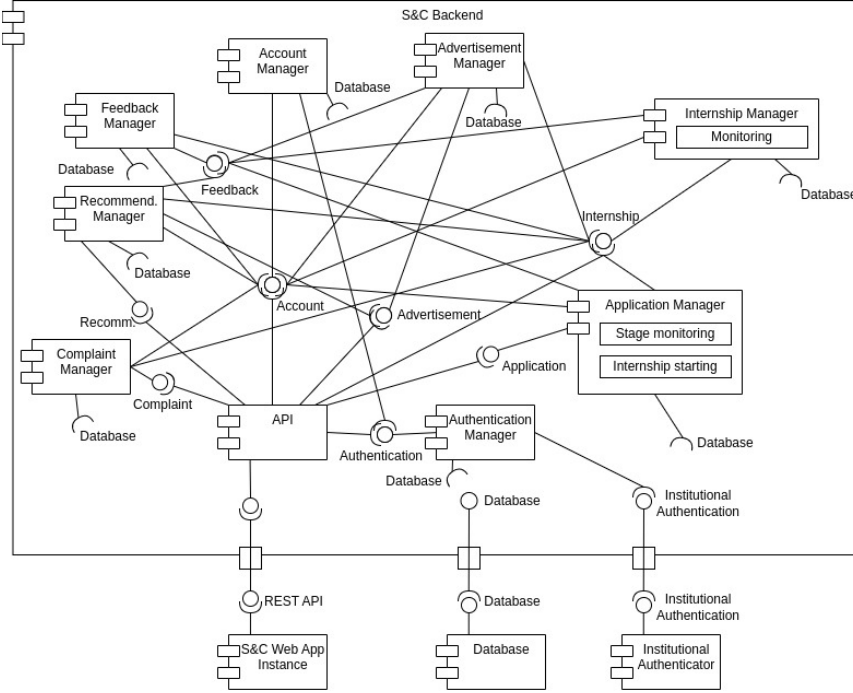 S&C Backend
Account
Manager
Advertisement
Manager
Database
Feedback
Manager
Database
Internship Manager
Monitoring
Database
Feedback
Database
Recommend.
Manager
Internship
Database
Account
Advertisement
Recomm.
Application Manager
Stage monitoring
Internship starting
Complaint
Manager
Application
Complaint
API
Authentication
Manager
Database
Authentication
Database
Database
Database
Institutional
Authentication
REST API
Database
Institutional
Authentication
S&C Web App
Instance
Database
Institutional
Authenticator